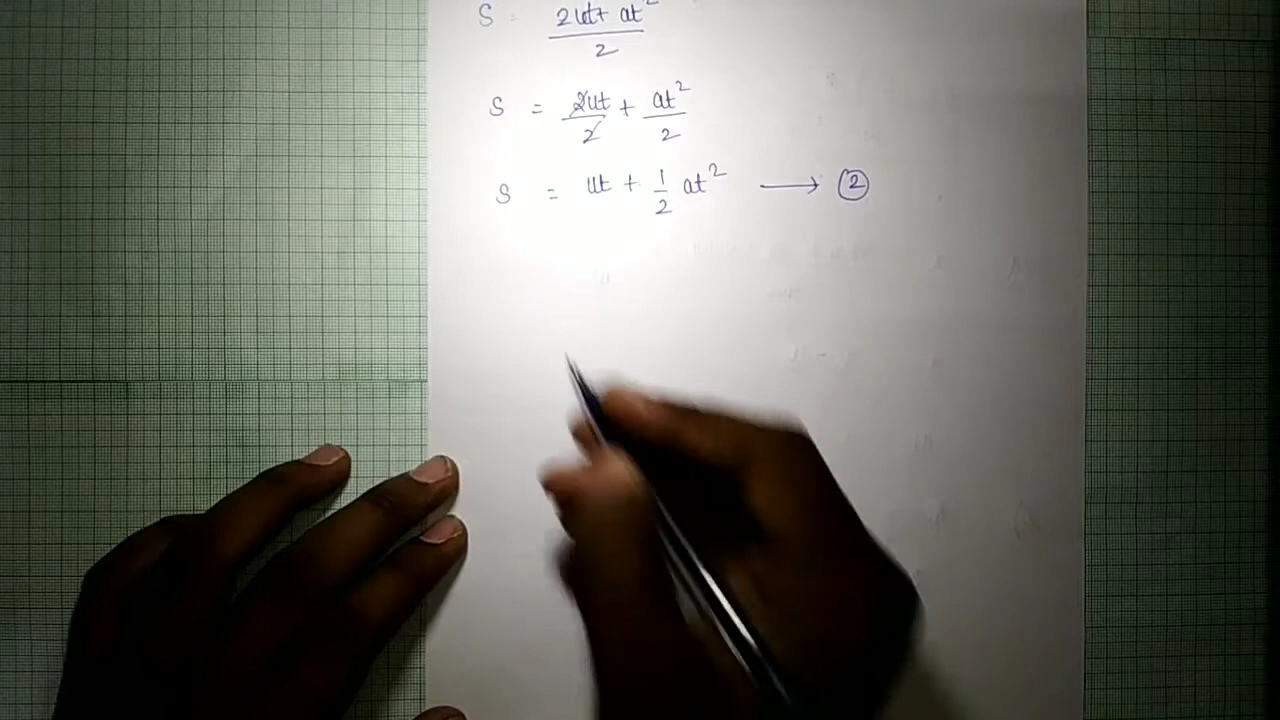 S = 2ut + at² / 2
S = 2ut/2 + at²/2
S = ut + 1/2 at² → ②